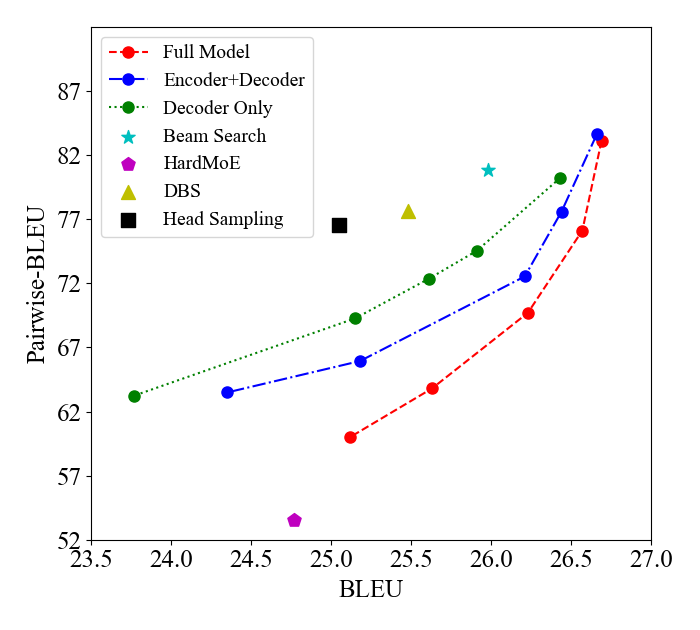 Full Model
Encoder+Decoder
Decoder Only
Beam Search
HardMoE
DBS
Head Sampling
Pairwise-BLEU
87
82
77
72
67
62
57
52
23.5 24.0 24.5 25.0 25.5 26.0 26.5 27.0
BLEU